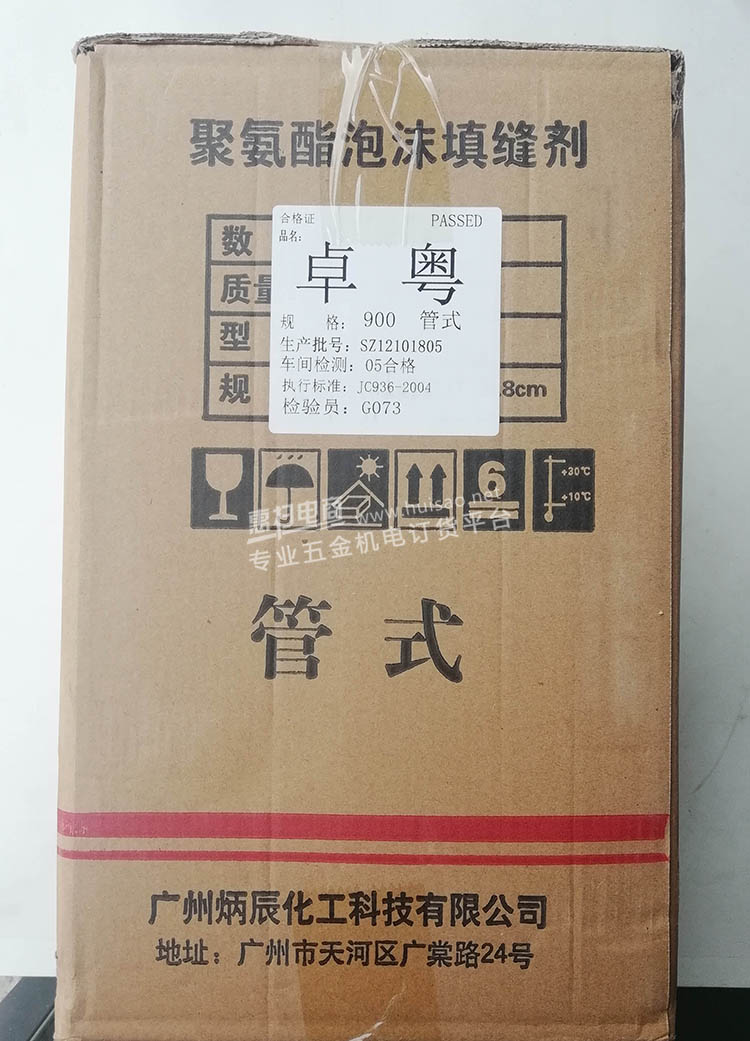 聚氨酯泡沫填缝剂
合格证 PASSED
品名:
卓 粤
规 格: 900 管式
生产批号: SZ12101805
车间检测: 05合格
执行标准: JC936-2004
检验员: G073
数
质量
型
规 .8cm
6
+30℃
+10℃
惠扫电商 www.huisao.net
专业五金机电订货平台
管 式
广州炳辰化工科技有限公司
地址：广州市天河区广棠路24号